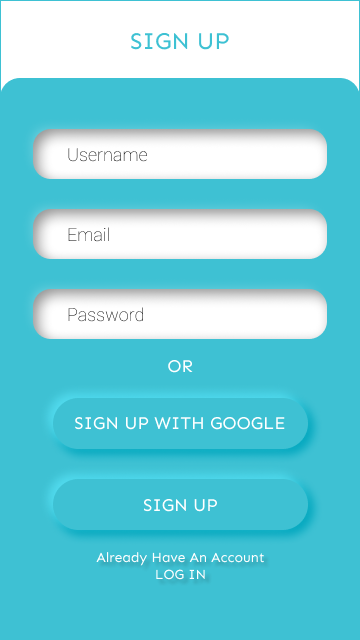 SIGN UP
Username
Email
Password
OR
SIGN UP WITH GOOGLE
SIGN UP
Already Have An Account
LOG IN